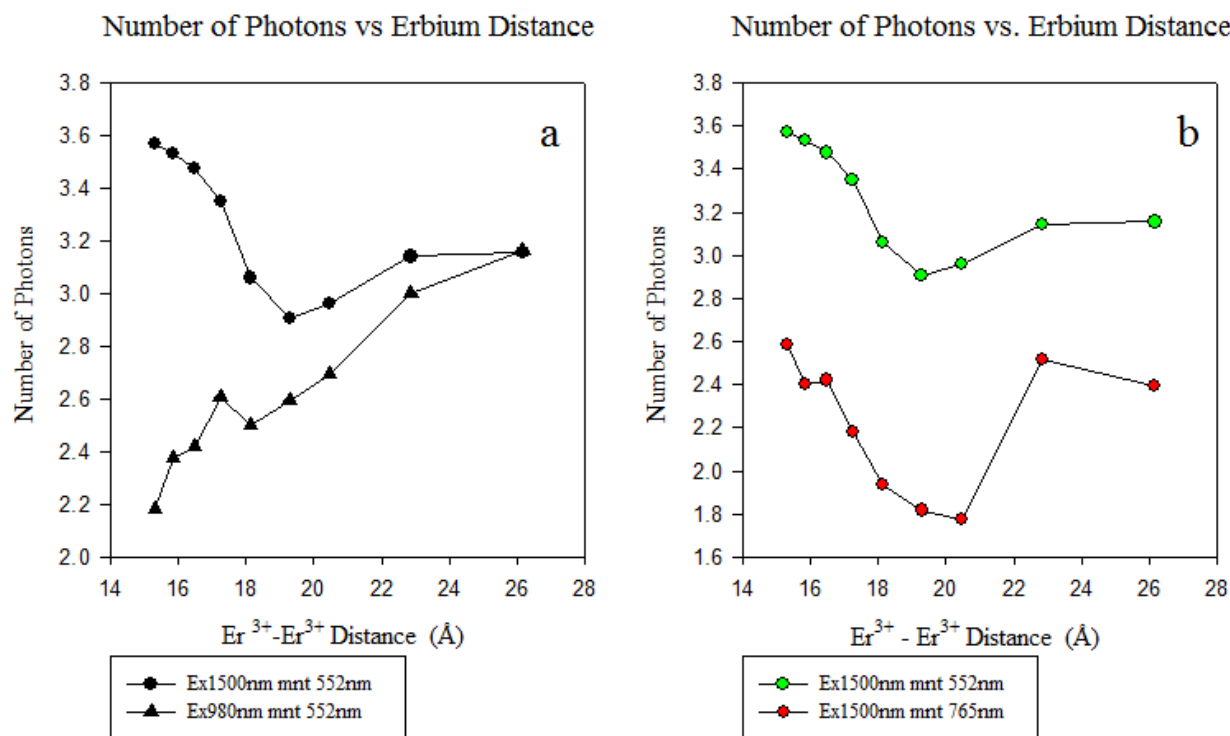 Number of Photons vs Erbium Distance
a
3.8
3.6
3.4
3.2
3.0
2.8
2.6
2.4
2.2
2.0
Number of Photons
14 16 18 20 22 24 26 28
Er ³⁺-Er³⁺ Distance (Å)
Ex1500nm mnt 552nm
Ex980nm mnt 552nm
Number of Photons vs. Erbium Distance
b
3.8
3.6
3.4
3.2
3.0
2.8
2.6
2.4
2.2
2.0
1.8
1.6
Number of Photons
14 16 18 20 22 24 26 28
Er³⁺ - Er³⁺ Distance (Å)
Ex1500nm mnt 552nm
Ex1500nm mnt 765nm